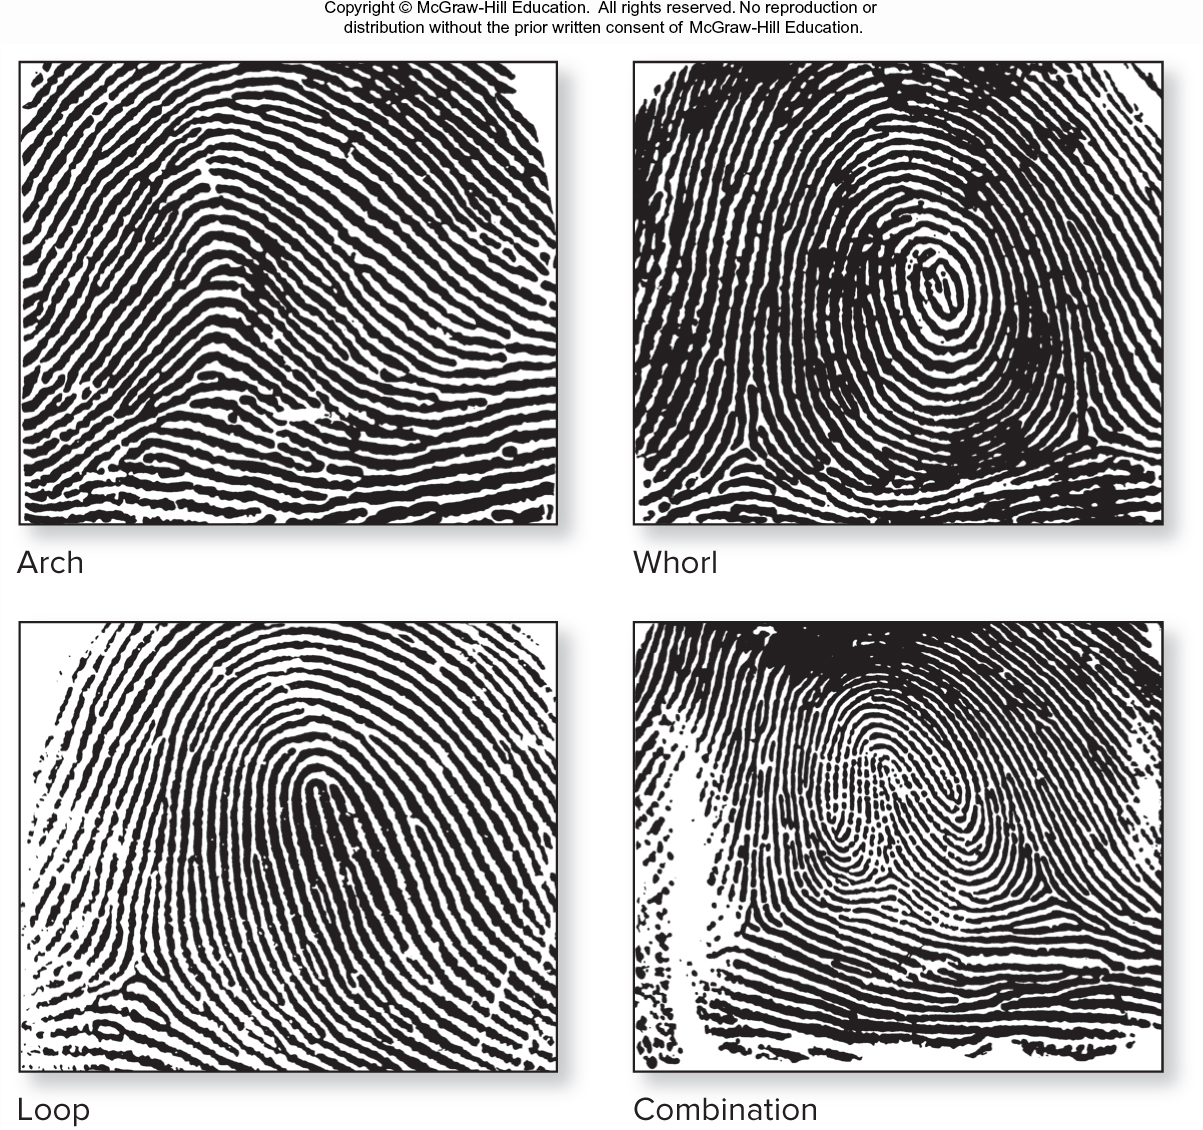 Copyright © McGraw-Hill Education. All rights reserved. No reproduction or
distribution without the prior written consent of McGraw-Hill Education.
Arch
Whorl
Loop
Combination